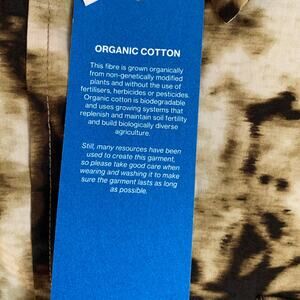 ORGANIC COTTON
This fibre is grown organically
from non-genetically modified
plants and without the use of
fertilisers, herbicides or pesticides.
Organic cotton is biodegradable
and uses growing systems that
replenish and maintain soil fertility
and build biologically diverse
agriculture.
Still, many resources have been
used to create this garment,
so please take good care when
wearing and washing it to make
sure the garment lasts as long
as possible.